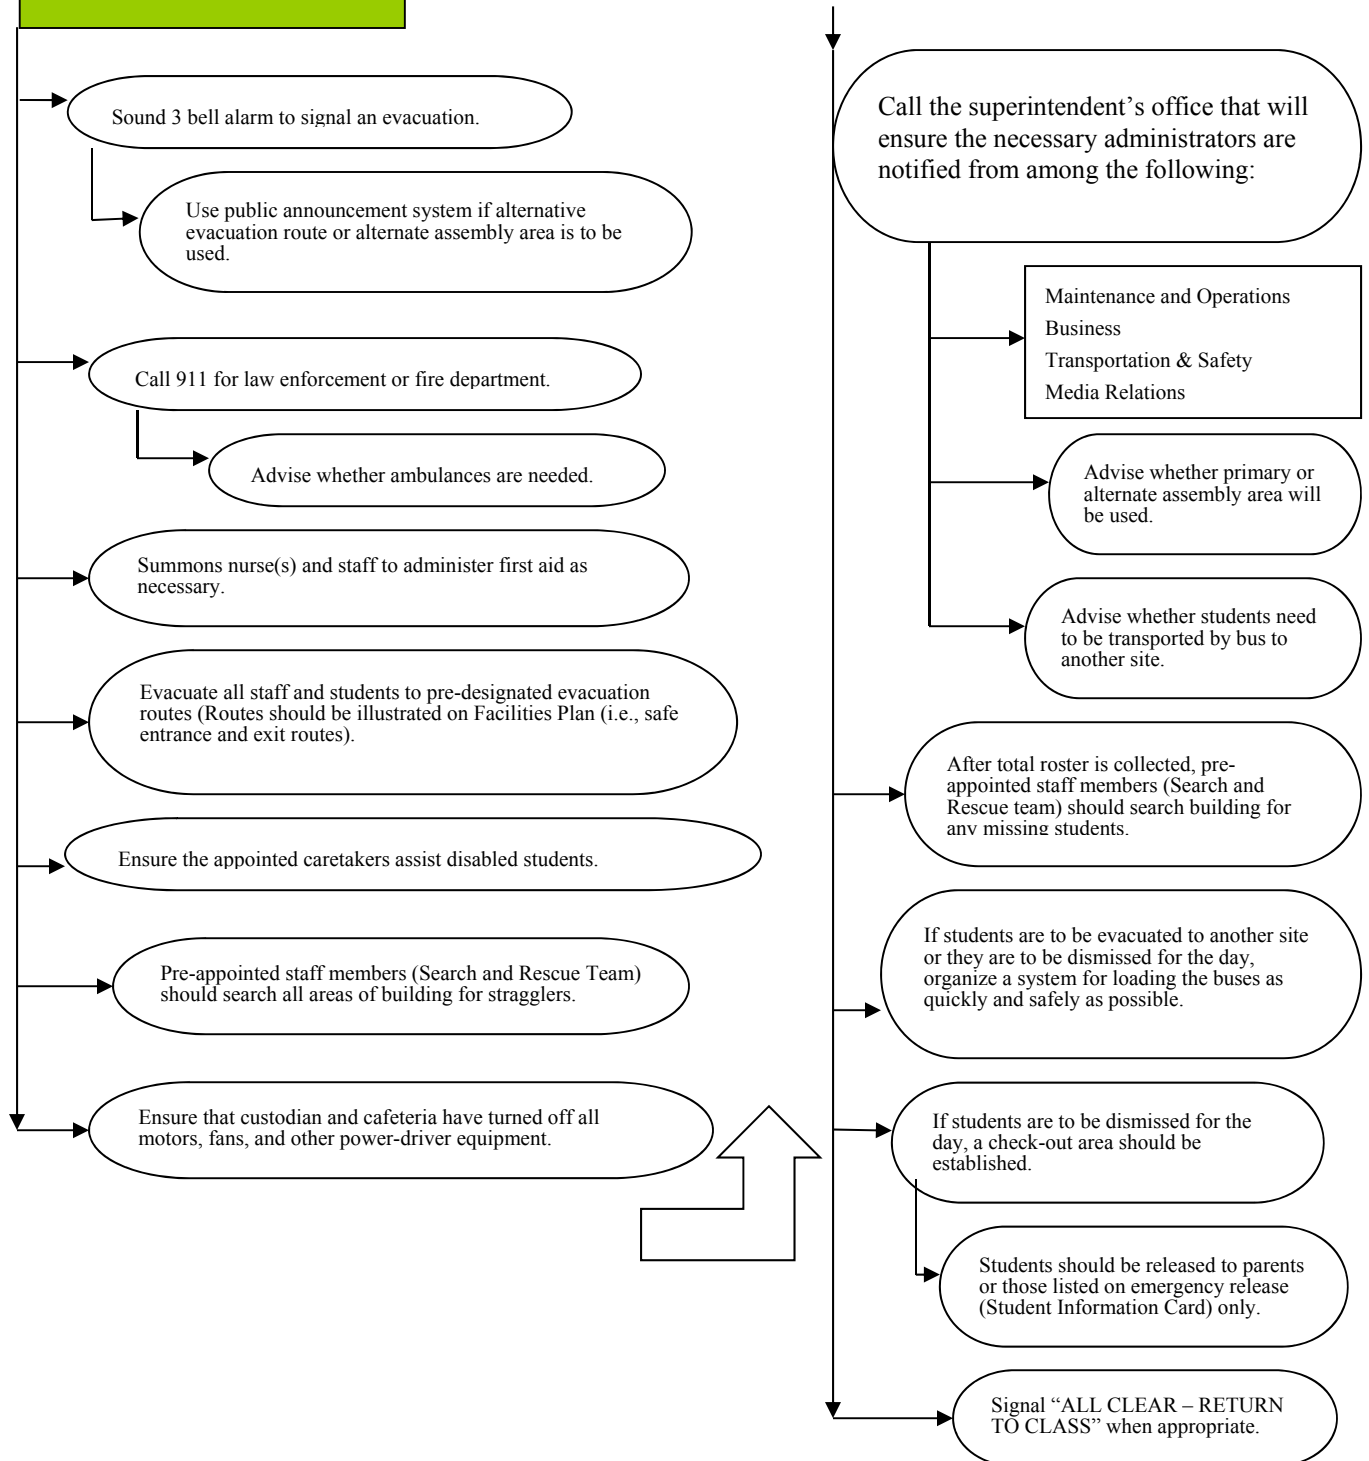 Sound 3 bell alarm to signal an evacuation.
Use public announcement system if alternative
evacuation route or alternate assembly area is to be
used.
Call 911 for law enforcement or fire department.
Advise whether ambulances are needed.
Summons nurse(s) and staff to administer first aid as
necessary.
Evacuate all staff and students to pre-designated evacuation
routes (Routes should be illustrated on Facilities Plan (i.e., safe
entrance and exit routes).
Ensure the appointed caretakers assist disabled students.
Pre-appointed staff members (Search and Rescue Team)
should search all areas of building for stragglers.
Ensure that custodian and cafeteria have turned off all
motors, fans, and other power-driver equipment.
Call the superintendent’s office that will
ensure the necessary administrators are
notified from among the following:
Maintenance and Operations
Business
Transportation & Safety
Media Relations
Advise whether primary or
alternate assembly area will
be used.
Advise whether students need
to be transported by bus to
another site.
After total roster is collected, pre-
appointed staff members (Search and
Rescue team) should search building for
any missing students.
If students are to be evacuated to another site
or they are to be dismissed for the day,
organize a system for loading the buses as
quickly and safely as possible.
If students are to be dismissed for the
day, a check-out area should be
established.
Students should be released to parents
or those listed on emergency release
(Student Information Card) only.
Signal “ALL CLEAR – RETURN
TO CLASS” when appropriate.